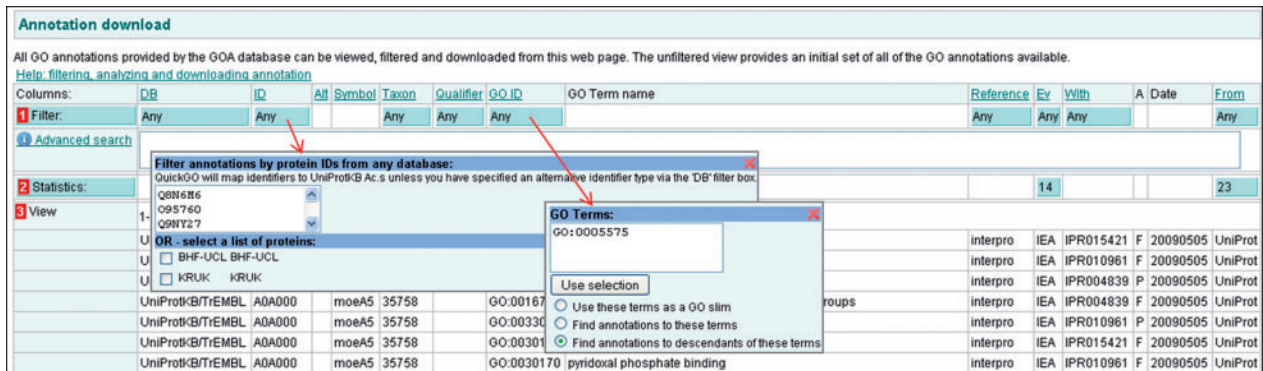 Annotation download
All GO annotations provided by the GOA database can be viewed, filtered and downloaded from this web page. The unfiltered view provides an initial set of all of the GO annotations available.
Help: filtering, analyzing and downloading annotation
Columns: DB ID Alt Symbol Taxon Qualifier GO ID GO Term name Reference Ev With A Date From
1 Filter: Any Any Any Any Any Any Any Any Any
Advanced search
Filter annotations by protein IDs from any database:
QuickGO will map identifiers to UniProtKB Ac.s unless you have specified an alternative identifier type via the 'DB' filter box.
Q8N6M6
O95760
Q9NY27
OR - select a list of proteins:
BHF-UCL BHF-UCL
KRUK KRUK
GO Terms:
GO:0005575
Use selection
Use these terms as a GO slim
Find annotations to these terms
Find annotations to descendants of these terms
2 Statistics: 14 23
3 View 1-
U interpro IEA IPR015421 F 20090505 UniProt
U interpro IEA IPR010961 F 20090505 UniProt
U interpro IEA IPR004839 P 20090505 UniProt
UniProtKB/TrEMBL A0A000 moeA5 35758 GO:00167 roups interpro IEA IPR004839 F 20090505 UniProt
UniProtKB/TrEMBL A0A000 moeA5 35758 GO:00330 interpro IEA IPR010961 P 20090505 UniProt
UniProtKB/TrEMBL A0A000 moeA5 35758 GO:00301 interpro IEA IPR015421 F 20090505 UniProt
UniProtKB/TrEMBL A0A000 moeA5 35758 GO:0030170 pyridoxal phosphate binding interpro IEA IPR010961 F 20090505 UniProt